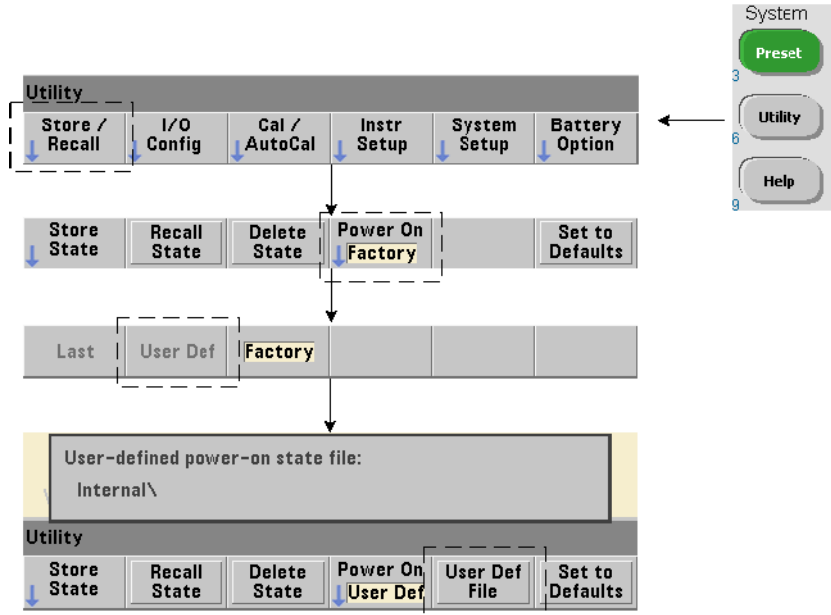 System
Preset
3
Utility
6
Help
9
Utility
Store / Recall
I/O Config
Cal / AutoCal
Instr Setup
System Setup
Battery Option
Store State
Recall State
Delete State
Power On Factory
Set to Defaults
Last
User Def
Factory
User-defined power-on state file:
Internal\
Utility
Store State
Recall State
Delete State
Power On User Def
User Def File
Set to Defaults